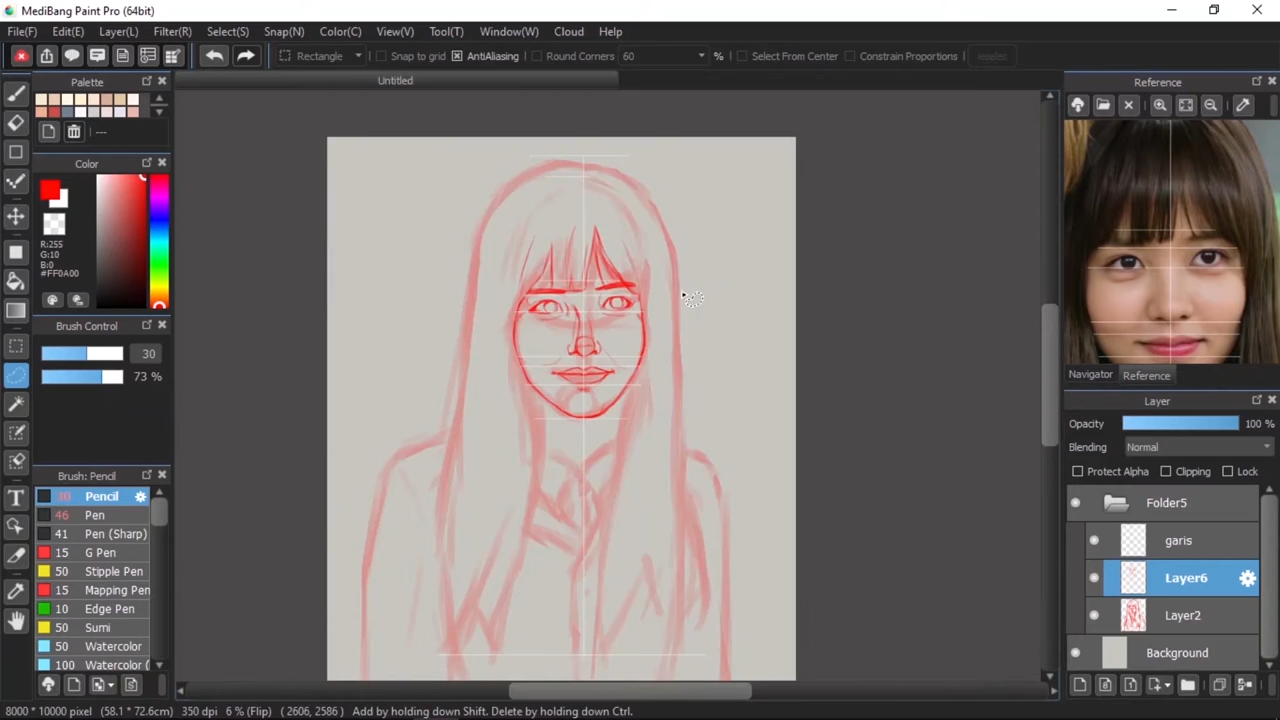 MediBang Paint Pro (64bit)
File(F) Edit(E) Layer(L) Filter(R) Select(S) Snap(N) Color(C) View(V) Tool(T) Window(W) Cloud Help
Rectangle Snap to grid AntiAliasing Round Corners 60 % Select From Center Constrain Proportions
Palette
Untitled
Reference
---
Color
R:255
G:10
B:0
#FF0A00
Brush Control
30
73 %
Navigator Reference
Layer
Opacity 100 %
Blending Normal
Protect Alpha Clipping Lock
Brush: Pencil
30 Pencil
46 Pen
41 Pen (Sharp)
15 G Pen
50 Stipple Pen
15 Mapping Pen
10 Edge Pen
50 Sumi
50 Watercolor
100 Watercolor (
Folder5
garis
Layer6
Layer2
Background
8000 * 10000 pixel (58.1 * 72.6cm) 350 dpi 6 % (Flip) ( 2606, 2586 ) Add by holding down Shift. Delete by holding down Ctrl.